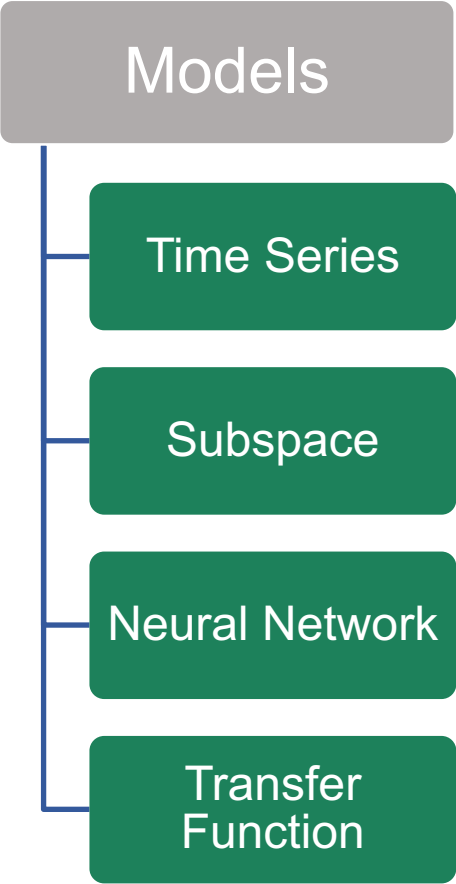 Models
Time Series
Subspace
Neural Network
Transfer
Function